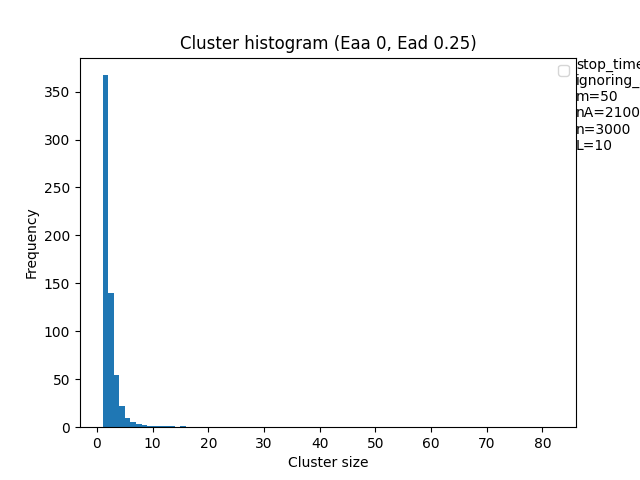 Cluster histogram (Eaa 0, Ead 0.25)
stop_time
ignoring_
m=50
nA=2100
n=3000
L=10
350
300
250
200
150
100
50
0
Frequency
0 10 20 30 40 50 60 70 80
Cluster size